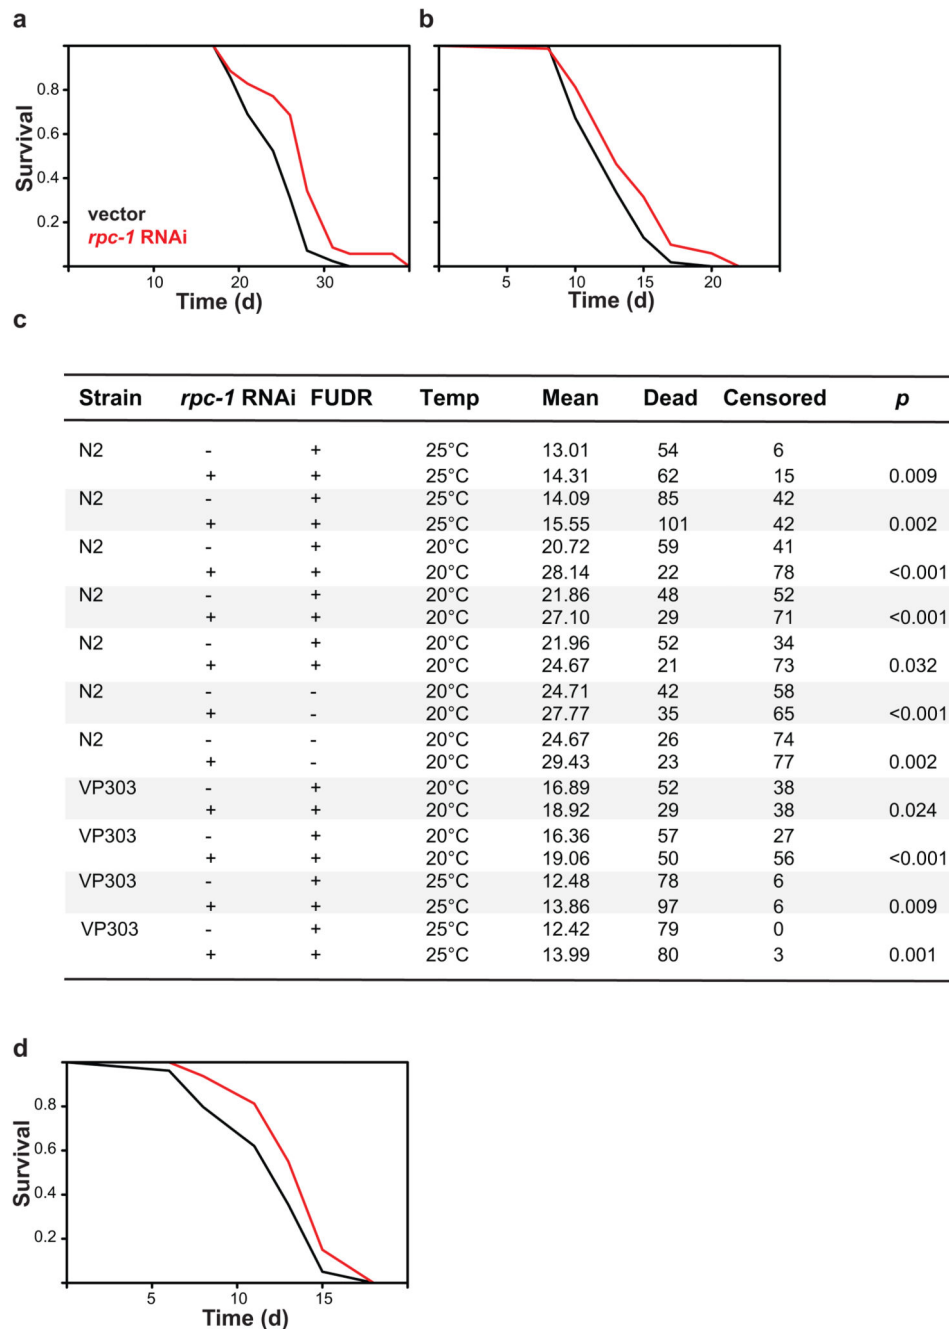 a
b
Survival
0.8
0.6
0.4
0.2
vector
rpc-1 RNAi
10 20 30
Time (d)
5 10 15 20
Time (d)
c
Strain rpc-1 RNAi FUDR Temp Mean Dead Censored p
N2 - + 25°C 13.01 54 6
+ + 25°C 14.31 62 15 0.009
N2 - + 25°C 14.09 85 42
+ + 25°C 15.55 101 42 0.002
N2 - + 20°C 20.72 59 41
+ + 20°C 28.14 22 78 <0.001
N2 - + 20°C 21.86 48 52
+ + 20°C 27.10 29 71 <0.001
N2 - + 20°C 21.96 52 34
+ + 20°C 24.67 21 73 0.032
N2 - - 20°C 24.71 42 58
+ - 20°C 27.77 35 65 <0.001
N2 - - 20°C 24.67 26 74
+ - 20°C 29.43 23 77 0.002
VP303 - + 20°C 16.89 52 38
+ + 20°C 18.92 29 38 0.024
VP303 - + 20°C 16.36 57 27
+ + 20°C 19.06 50 56 <0.001
VP303 - + 25°C 12.48 78 6
+ + 25°C 13.86 97 6 0.009
VP303 - + 25°C 12.42 79 0
+ + 25°C 13.99 80 3 0.001
d
Survival
0.8
0.6
0.4
0.2
5 10 15
Time (d)